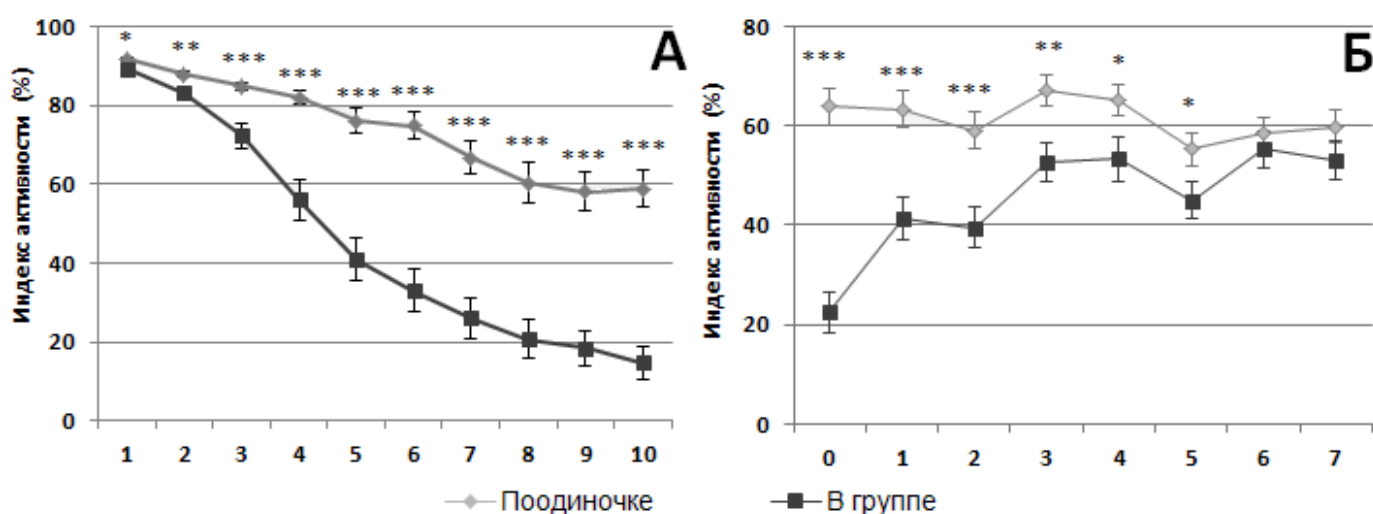 100
80
60
40
20
0
Индекс активности (%)
* ** *** *** *** *** *** *** *** ***
А
1 2 3 4 5 6 7 8 9 10
80
60
40
20
0
Индекс активности (%)
*** *** *** ** * *
Б
0 1 2 3 4 5 6 7
Поодиночке В группе